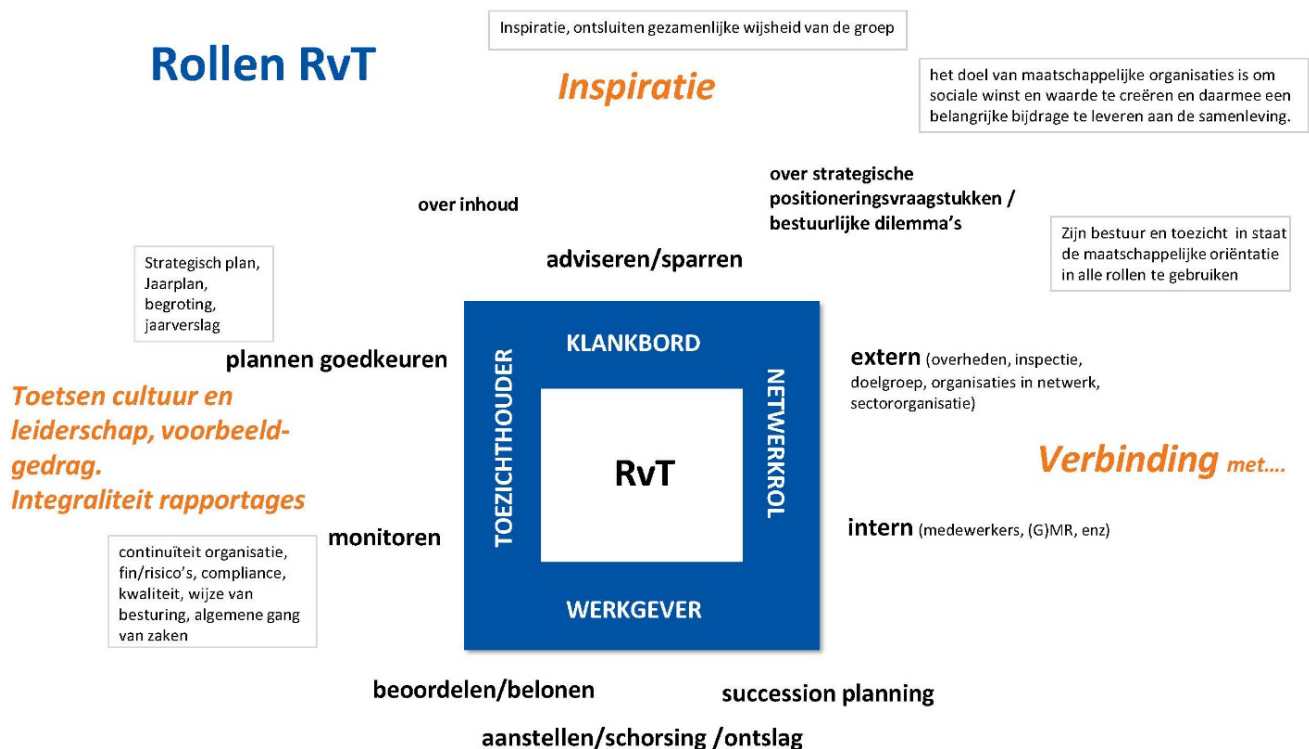 Rollen RvT
Inspiratie, ontsluiten gezamenlijke wijsheid van de groep
Inspiratie
het doel van maatschappelijke organisaties is om
sociale winst en waarde te creëren en daarmee een
belangrijke bijdrage te leveren aan de samenleving.
over inhoud
over strategische
positioneringsvraagstukken /
bestuurlijke dilemma's
adviseren/sparren
Zijn bestuur en toezicht in staat
de maatschappelijke oriëntatie
in alle rollen te gebruiken
Strategisch plan,
Jaarplan,
begroting,
jaarverslag
plannen goedkeuren
Toetsen cultuur en
leiderschap, voorbeeld-
gedrag.
Integraliteit rapportages
monitoren
continuïteit organisatie,
fin/risico's, compliance,
kwaliteit, wijze van
besturing, algemene gang
van zaken
KLANKBORD
TOEZICHTHOUDER
RvT
NETWERKROL
WERKGEVER
extern (overheden, inspectie,
doelgroep, organisaties in netwerk,
sectororganisatie)
Verbinding met....
intern (medewerkers, (G)MR, enz)
beoordelen/belonen
succession planning
aanstellen/schorsing /ontslag